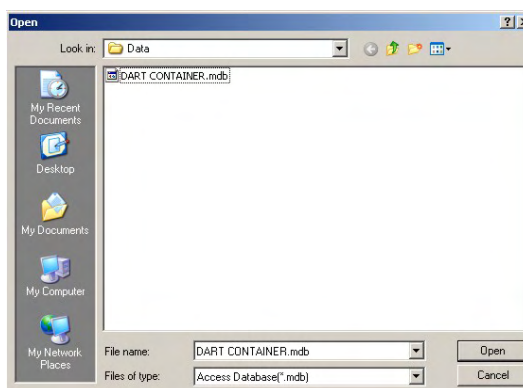 Open
Look in:
Data
DART CONTAINER.mdb
My Recent
Documents
Desktop
My Documents
My Computer
My Network
Places
File name:
DART CONTAINER.mdb
Open
Files of type:
Access Database(*.mdb)
Cancel